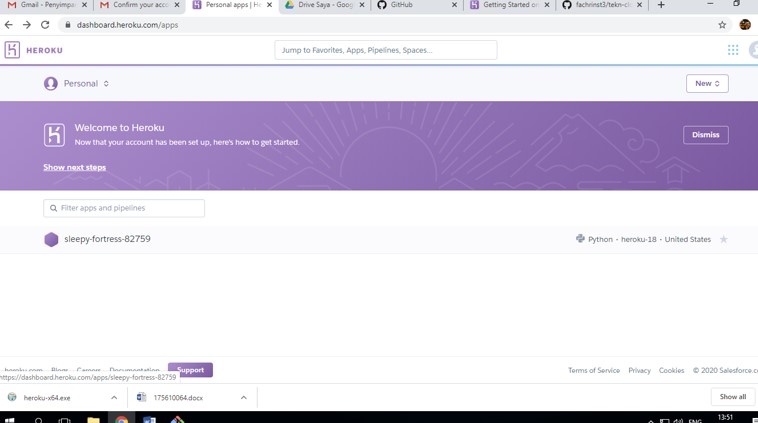 Gmail - Penyimpa
Confirm your acco
Personal apps | He
Drive Saya - Goog
GitHub
Getting Started on
fachrinst3/tekn-clo
dashboard.heroku.com/apps
HEROKU
Jump to Favorites, Apps, Pipelines, Spaces...
Personal
New
Welcome to Heroku
Now that your account has been set up, here's how to get started.
Dismiss
Show next steps
Filter apps and pipelines
sleepy-fortress-82759
Python • heroku-18 • United States
heroku.com Blogs Careers Documentation Support
Terms of Service Privacy Cookies © 2020 Salesforce.c
https://dashboard.heroku.com/apps/sleepy-fortress-82759
heroku-x64.exe
175610064.docx
Show all
ENG
13:51